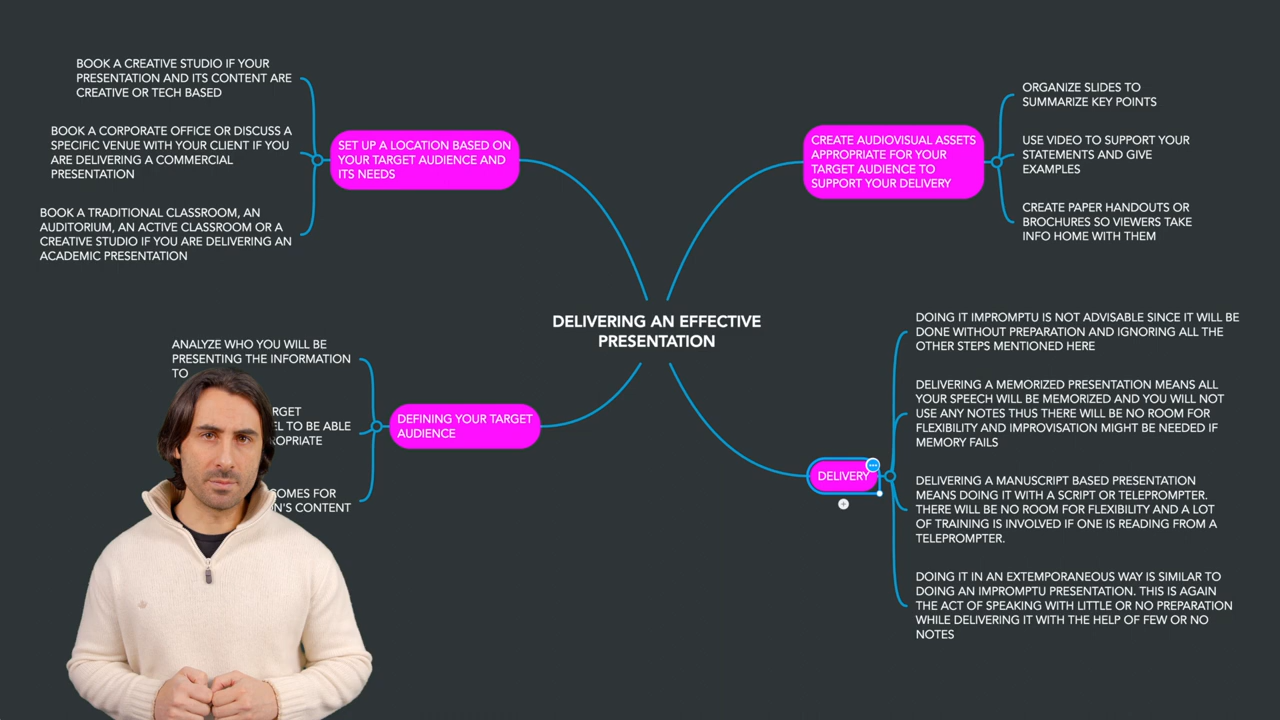 BOOK A CREATIVE STUDIO IF YOUR
PRESENTATION AND ITS CONTENT ARE
CREATIVE OR TECH BASED
BOOK A CORPORATE OFFICE OR DISCUSS A
SPECIFIC VENUE WITH YOUR CLIENT IF YOU
ARE DELIVERING A COMMERCIAL
PRESENTATION
BOOK A TRADITIONAL CLASSROOM, AN
AUDITORIUM, AN ACTIVE CLASSROOM OR A
CREATIVE STUDIO IF YOU ARE DELIVERING AN
ACADEMIC PRESENTATION
SET UP A LOCATION BASED ON
YOUR TARGET AUDIENCE AND
ITS NEEDS
CREATE AUDIOVISUAL ASSETS
APPROPRIATE FOR YOUR
TARGET AUDIENCE TO
SUPPORT YOUR DELIVERY
ORGANIZE SLIDES TO
SUMMARIZE KEY POINTS
USE VIDEO TO SUPPORT YOUR
STATEMENTS AND GIVE
EXAMPLES
CREATE PAPER HANDOUTS OR
BROCHURES SO VIEWERS TAKE
INFO HOME WITH THEM
DELIVERING AN EFFECTIVE
PRESENTATION
ANALYZE WHO YOU WILL BE
PRESENTING THE INFORMATION
TO
TO BE ABLE
COMES FOR
CONTENT
DEFINING YOUR TARGET
AUDIENCE
DELIVERY
DOING IT IMPROMPTU IS NOT ADVISABLE SINCE IT WILL BE
DONE WITHOUT PREPARATION AND IGNORING ALL THE
OTHER STEPS MENTIONED HERE
DELIVERING A MEMORIZED PRESENTATION MEANS ALL
YOUR SPEECH WILL BE MEMORIZED AND YOU WILL NOT
USE ANY NOTES THUS THERE WILL BE NO ROOM FOR
FLEXIBILITY AND IMPROVISATION MIGHT BE NEEDED IF
MEMORY FAILS
DELIVERING A MANUSCRIPT BASED PRESENTATION
MEANS DOING IT WITH A SCRIPT OR TELEPROMPTER.
THERE WILL BE NO ROOM FOR FLEXIBILITY AND A LOT
OF TRAINING IS INVOLVED IF ONE IS READING FROM A
TELEPROMPTER.
DOING IT IN AN EXTEMPORANEOUS WAY IS SIMILAR TO
DOING AN IMPROMPTU PRESENTATION. THIS IS AGAIN
THE ACT OF SPEAKING WITH LITTLE OR NO PREPARATION
WHILE DELIVERING IT WITH THE HELP OF FEW OR NO
NOTES